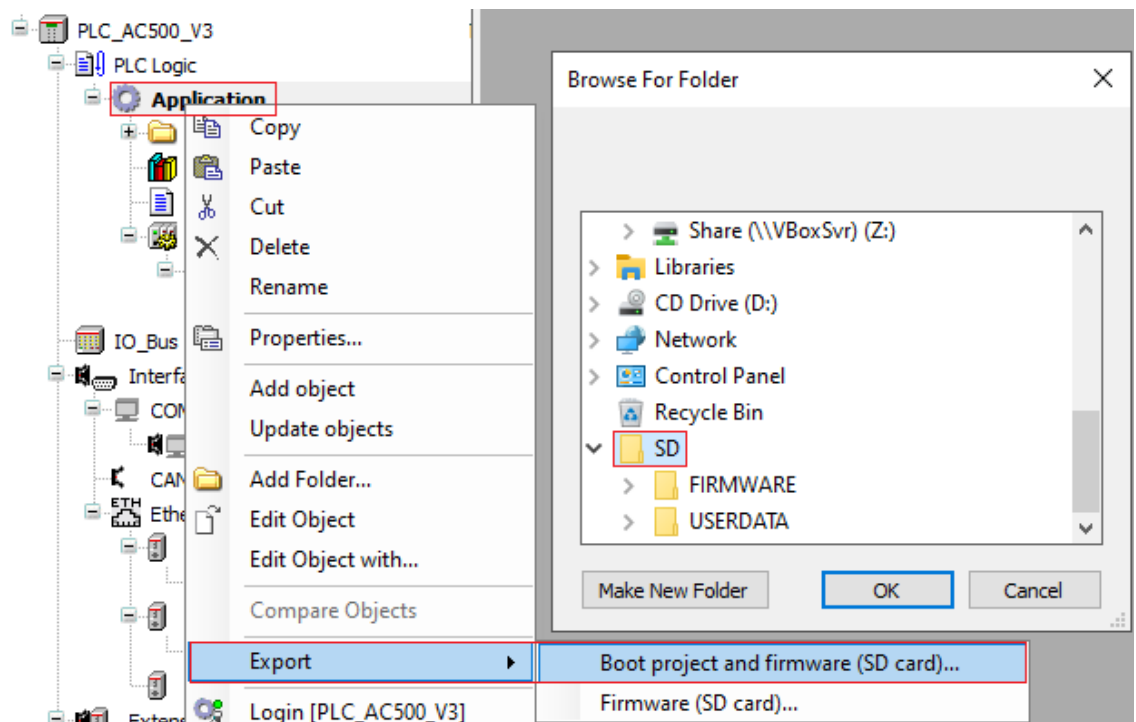 PLC_AC500_V3
PLC Logic
Application
IO_Bus
Interfa
COM
CAN
ETH
Ethe
Extens
Copy
Paste
Cut
Delete
Rename
Properties...
Add object
Update objects
Add Folder...
Edit Object
Edit Object with...
Compare Objects
Export
Login [PLC_AC500_V3]
Boot project and firmware (SD card)...
Firmware (SD card)...
Browse For Folder
Share (\\VBoxSvr) (Z:)
Libraries
CD Drive (D:)
Network
Control Panel
Recycle Bin
SD
FIRMWARE
USERDATA
Make New Folder
OK
Cancel